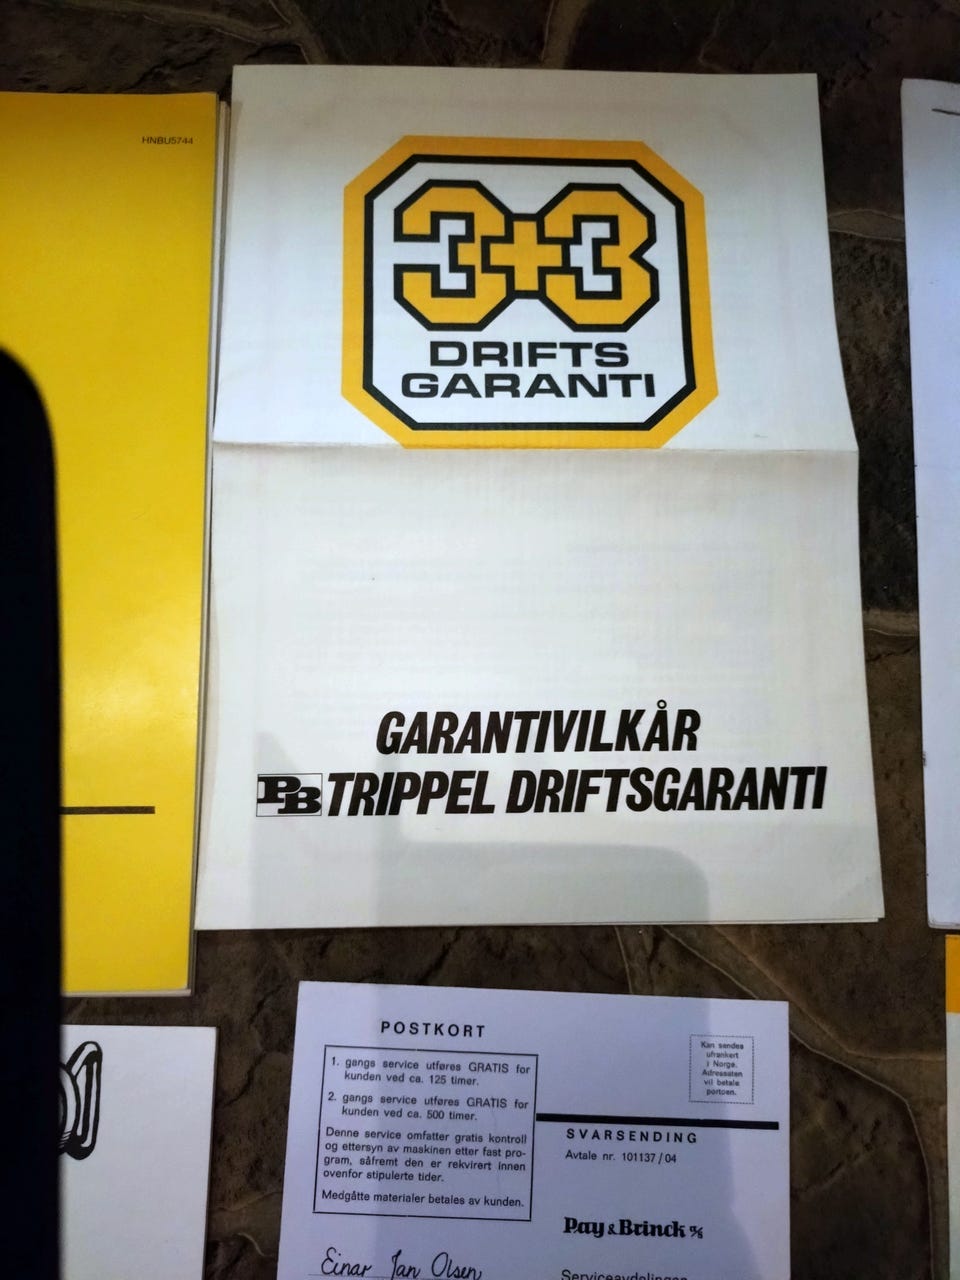 HNBU5744
3+3
DRIFTS
GARANTI
GARANTIVILKÅR
PB TRIPPEL DRIFTSGARANTI
POSTKORT
1. gangs service utføres GRATIS for
kunden ved ca. 125 timer.
2. gangs service utføres GRATIS for
kunden ved ca. 500 timer.
Denne service omfatter gratis kontroll
og ettersyn av maskinen etter fast pro-
gram, såfremt den er rekvirert innen
ovenfor stipulerte tider.
Medgåtte materialer betales av kunden.
Einar Jan Olsen
Kan sendes
ufrankert
i Norge.
Adressaten
vil betale
portoen.
SVARSENDING
Avtale nr. 101137/04
Pay & Brinck A/S
Serviceavdelingen